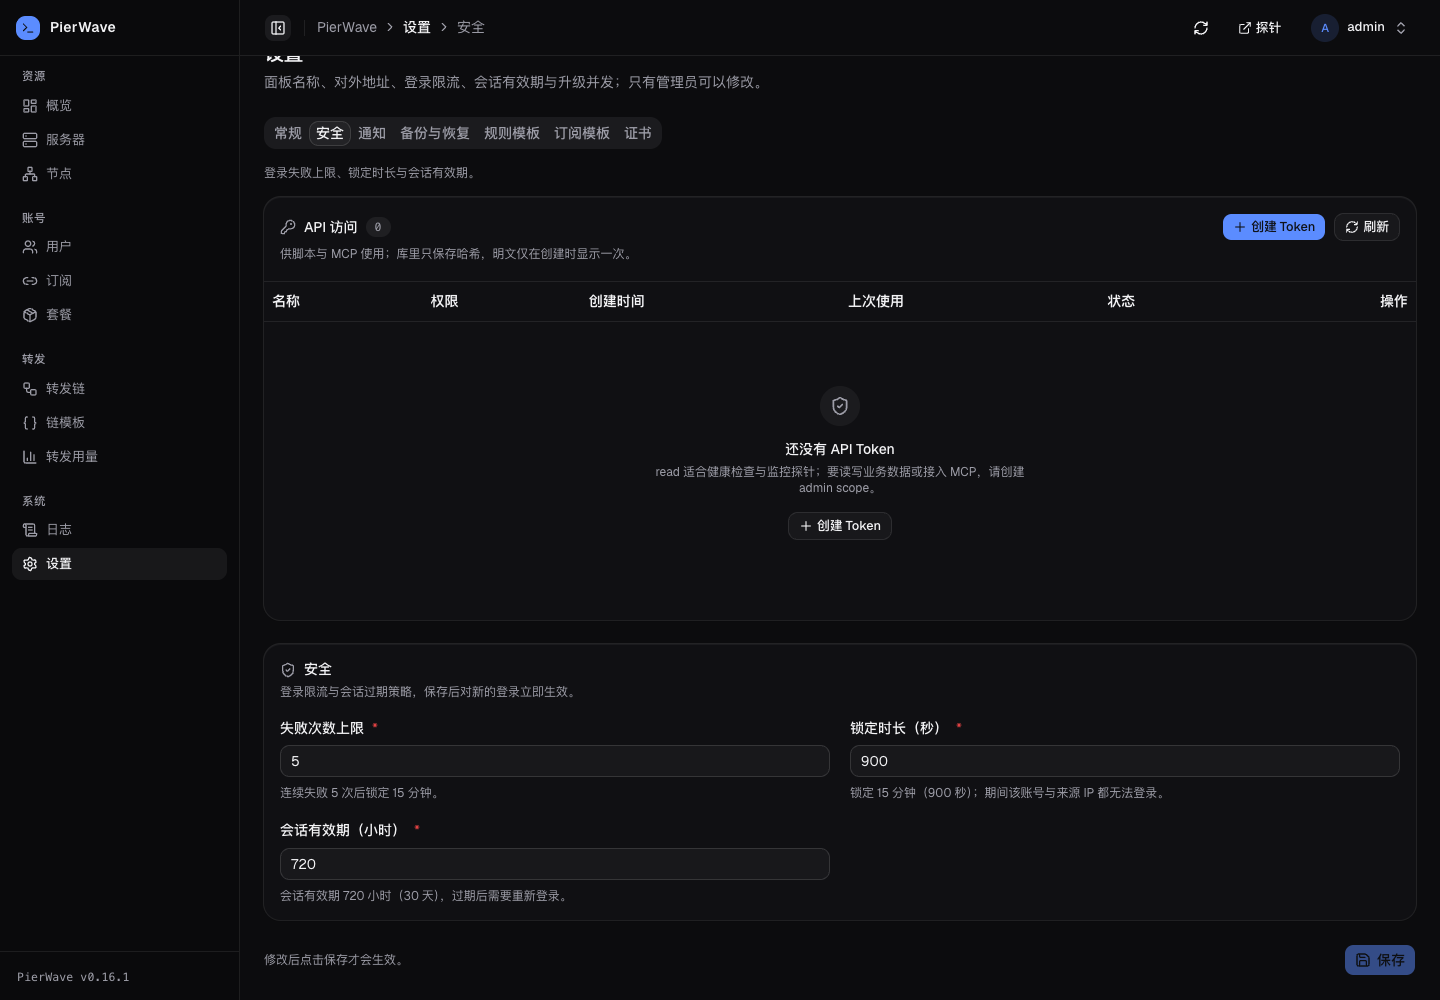 PierWave
PierWave > 设置 > 安全
探针
A
admin
资源
概览
服务器
节点
账号
用户
订阅
套餐
转发
转发链
链模板
转发用量
系统
日志
设置
PierWave v0.16.1
设置
面板名称、对外地址、登录限流、会话有效期与升级并发；只有管理员可以修改。
常规 安全 通知 备份与恢复 规则模板 订阅模板 证书
登录失败上限、锁定时长与会话有效期。
API 访问 0
创建 Token
刷新
供脚本与 MCP 使用；库里只保存哈希，明文仅在创建时显示一次。
名称 权限 创建时间 上次使用 状态 操作
还没有 API Token
read 适合健康检查与监控探针；要读写业务数据或接入 MCP，请创建
admin scope。
创建 Token
安全
登录限流与会话过期策略，保存后对新的登录立即生效。
失败次数上限 *
5
连续失败 5 次后锁定 15 分钟。
锁定时长（秒） *
900
锁定 15 分钟（900 秒）；期间该账号与来源 IP 都无法登录。
会话有效期（小时） *
720
会话有效期 720 小时（30 天），过期后需要重新登录。
修改后点击保存才会生效。
保存